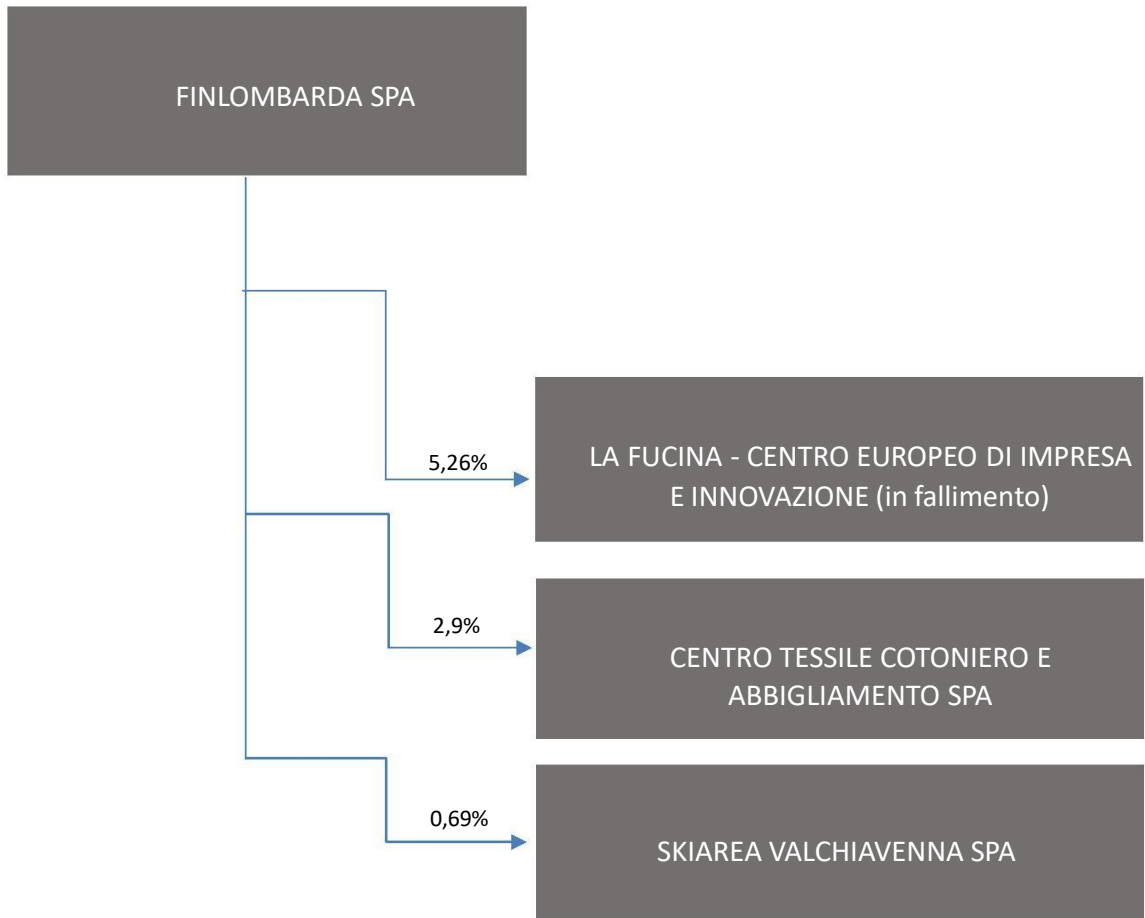 FINLOMBARDA SPA
5,26%
LA FUCINA - CENTRO EUROPEO DI IMPRESA
E INNOVAZIONE (in fallimento)
2,9%
CENTRO TESSILE COTONIERO E
ABBIGLIAMENTO SPA
0,69%
SKIAREA VALCHIAVENNA SPA